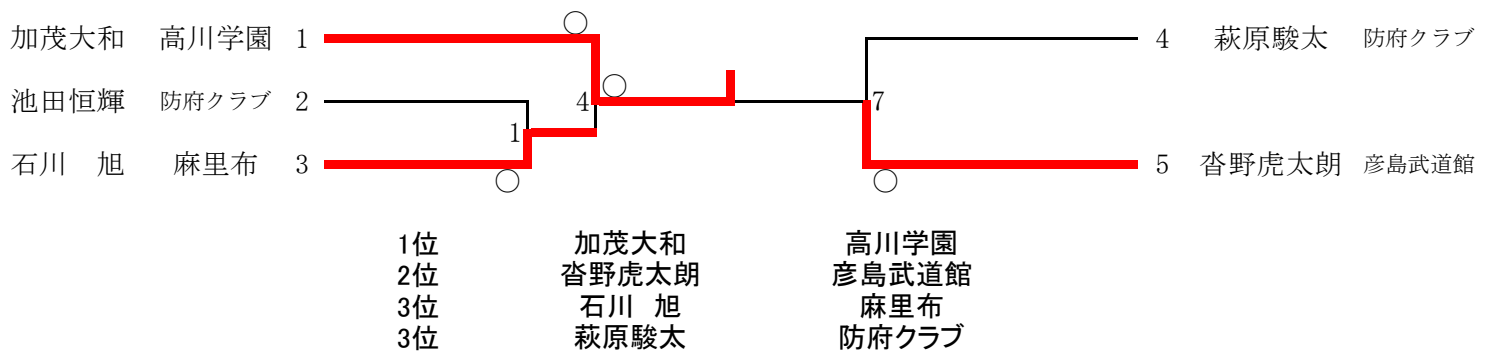 加茂大和 高川学園 1
4 萩原駿太 防府クラブ
池田恒輝 防府クラブ 2
4
7
1
石川 旭 麻里布 3
5 沓野虎太朗 彦島武道館
1位 加茂大和 高川学園
2位 沓野虎太朗 彦島武道館
3位 石川 旭 麻里布
3位 萩原駿太 防府クラブ